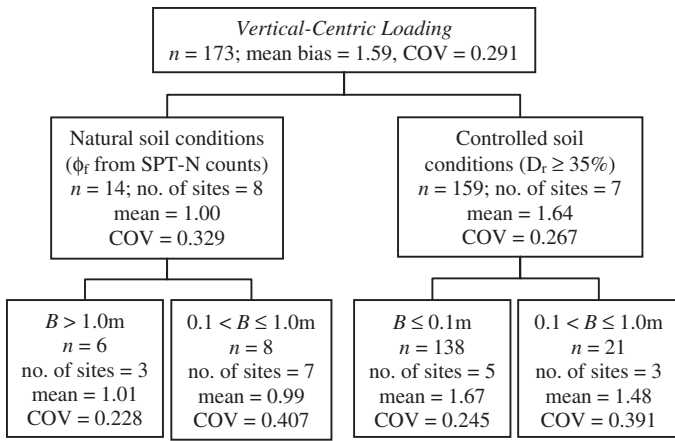 Vertical-Centric Loading
n = 173; mean bias = 1.59, COV = 0.291
Natural soil conditions
(ϕf from SPT-N counts)
n = 14; no. of sites = 8
mean = 1.00
COV = 0.329
Controlled soil
conditions (Dr ≥ 35%)
n = 159; no. of sites = 7
mean = 1.64
COV = 0.267
B > 1.0m
n = 6
no. of sites = 3
mean = 1.01
COV = 0.228
0.1 < B ≤ 1.0m
n = 8
no. of sites = 7
mean = 0.99
COV = 0.407
B ≤ 0.1m
n = 138
no. of sites = 5
mean = 1.67
COV = 0.245
0.1 < B ≤ 1.0m
n = 21
no. of sites = 3
mean = 1.48
COV = 0.391